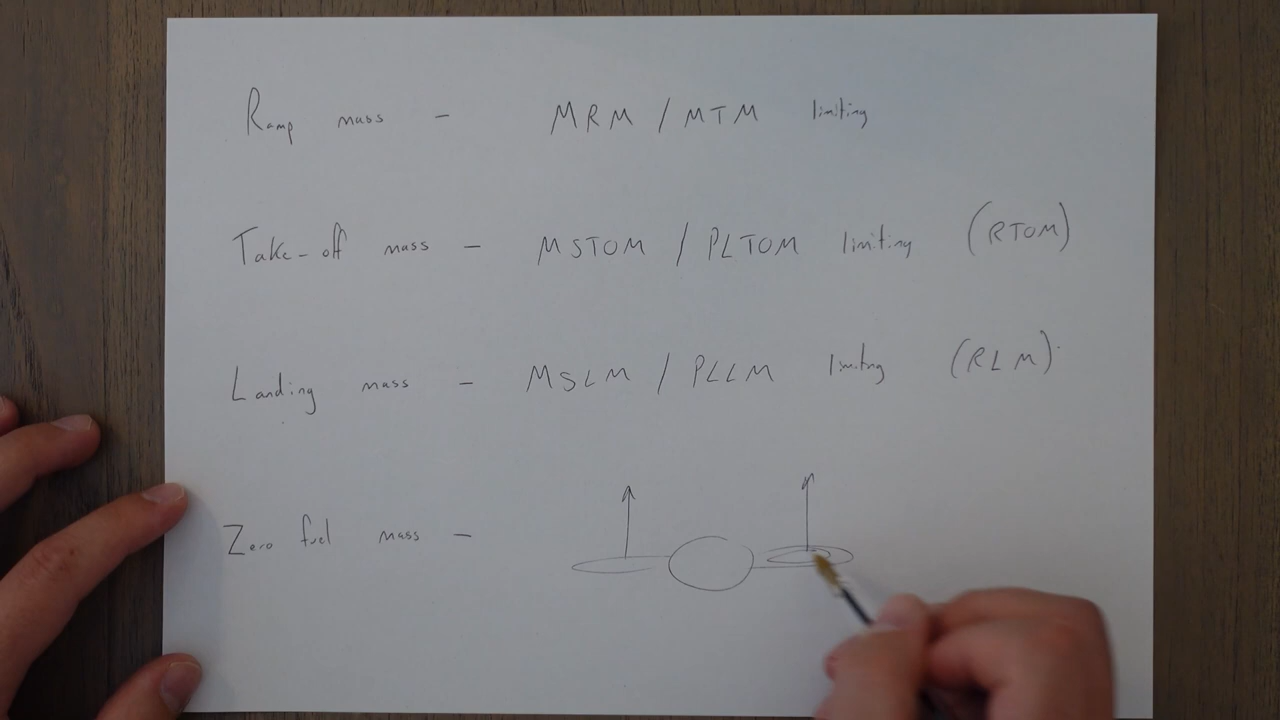 Ramp mass - MRM / MTM limiting
Take-off mass - MSTOM / PLTOM limiting (RTOM)
Landing mass - MSLM / PLLM limitng (RLM)
Zero fuel mass -